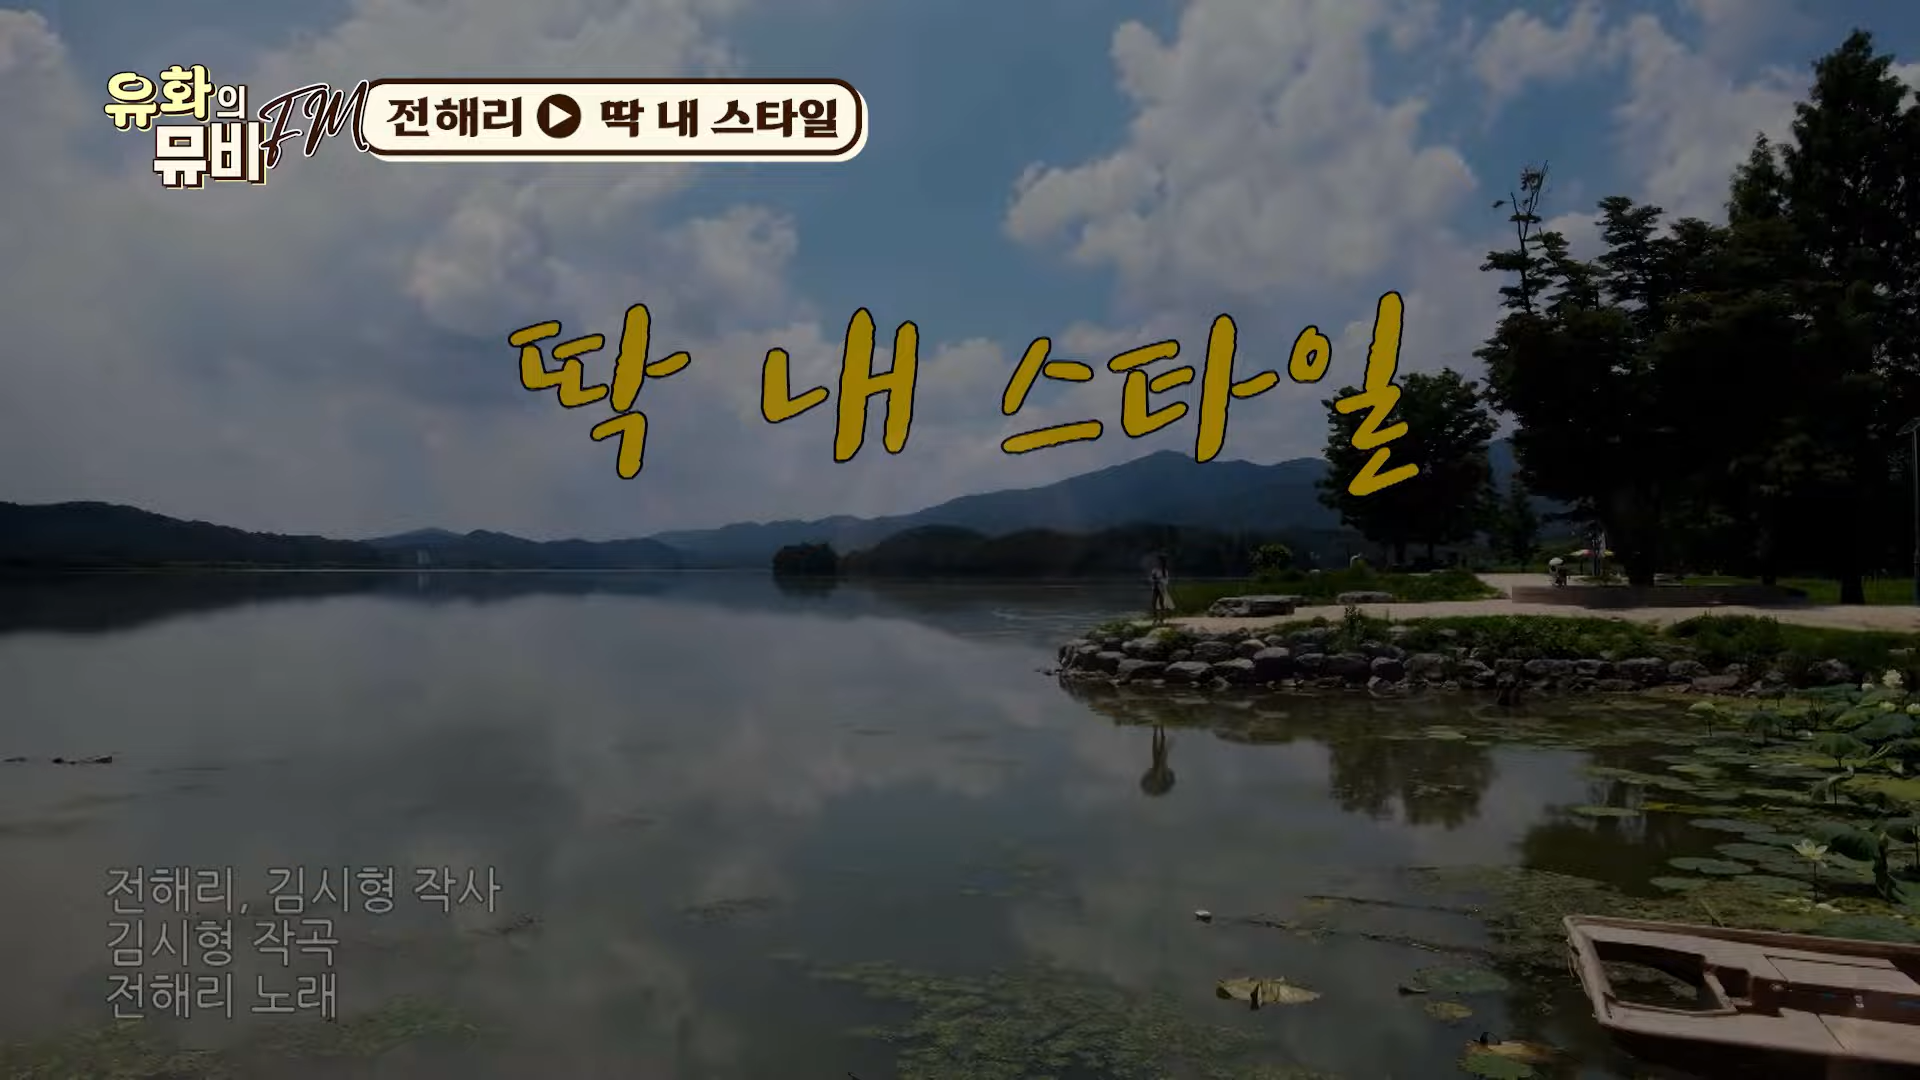 유화의
뮤비 FM
전해리 ▶ 딱 내 스타일
딱 내 스타일
전해리, 김시형 작사
김시형 작곡
전해리 노래